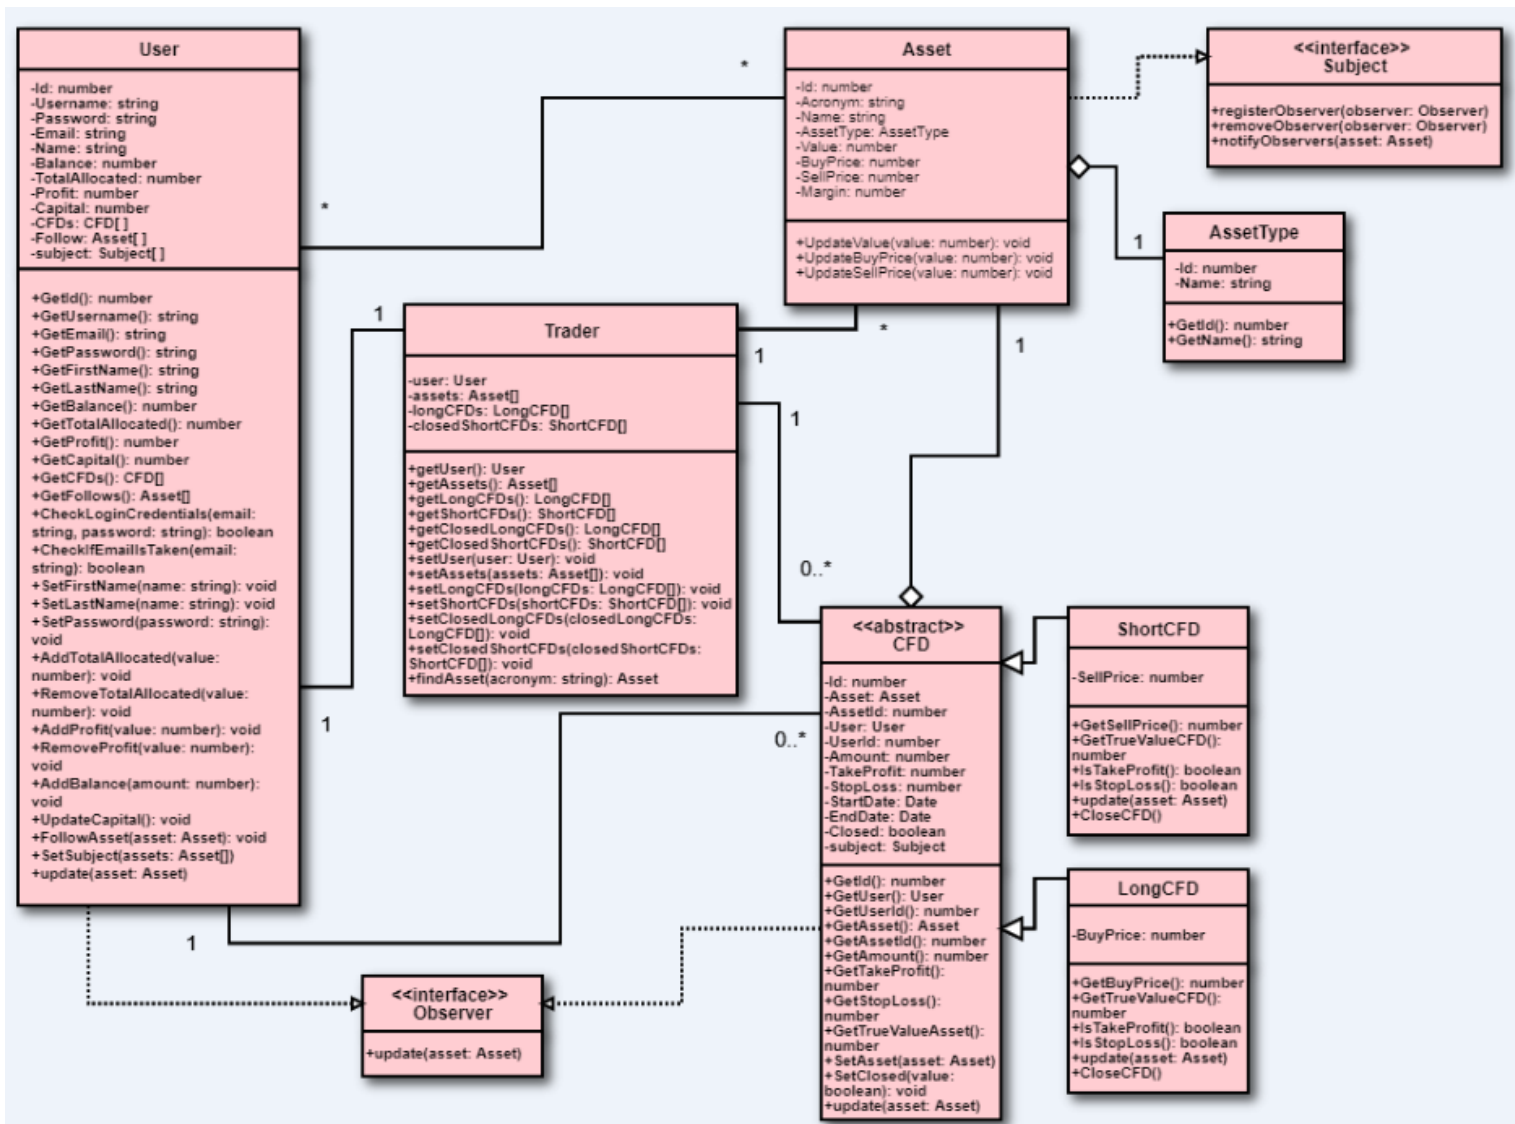 User
-Id: number
-Username: string
-Password: string
-Email: string
-Name: string
-Balance: number
-TotalAllocated: number
-Profit: number
-Capital: number
-CFDs: CFD[ ]
-Follow: Asset[ ]
-subject: Subject[ ]
+GetId(): number
+GetUsername(): string
+GetEmail(): string
+GetPassword(): string
+GetFirstName(): string
+GetLastName(): string
+GetBalance(): number
+GetTotalAllocated(): number
+GetProfit(): number
+GetCapital(): number
+GetCFDs(): CFD[]
+GetFollows(): Asset[]
+CheckLoginCredentials(email:
string, password: string): boolean
+CheckIfEmailIsTaken(email:
string): boolean
+SetFirstName(name: string): void
+SetLastName(name: string): void
+SetPassword(password: string):
void
+AddTotalAllocated(value:
number): void
+RemoveTotalAllocated(value:
number): void
+AddProfit(value: number): void
+RemoveProfit(value: number):
void
+AddBalance(amount: number):
void
+UpdateCapital(): void
+FollowAsset(asset: Asset): void
+SetSubject(assets: Asset[])
+update(asset: Asset)
*
*
1
1
1
Trader
-user: User
-assets: Asset[]
-longCFDs: LongCFD[]
-closedShortCFDs: ShortCFD[]
+getUser(): User
+getAssets(): Asset[]
+getLongCFDs(): LongCFD[]
+getShortCFDs(): ShortCFD[]
+getClosedLongCFDs(): LongCFD[]
+getClosedShortCFDs(): ShortCFD[]
+setUser(user: User): void
+setAssets(assets: Asset[]): void
+setLongCFDs(longCFDs: LongCFD[]): void
+setShortCFDs(shortCFDs: ShortCFD[]): void
+setClosedLongCFDs(closedLongCFDs:
LongCFD[]): void
+setClosedShortCFDs(closedShortCFDs:
ShortCFD[]): void
+findAsset(acronym: string): Asset
1
*
1
0..*
0..*
<<interface>>
Observer
+update(asset: Asset)
Asset
-Id: number
-Acronym: string
-Name: string
-AssetType: AssetType
-Value: number
-BuyPrice: number
-SellPrice: number
-Margin: number
+UpdateValue(value: number): void
+UpdateBuyPrice(value: number): void
+UpdateSellPrice(value: number): void
1
1
<<interface>>
Subject
+registerObserver(observer: Observer)
+removeObserver(observer: Observer)
+notifyObservers(asset: Asset)
AssetType
-Id: number
-Name: string
+GetId(): number
+GetName(): string
<<abstract>>
CFD
-Id: number
-Asset: Asset
-AssetId: number
-User: User
-UserId: number
-Amount: number
-TakeProfit: number
-StopLoss: number
-StartDate: Date
-EndDate: Date
-Closed: boolean
-subject: Subject
+GetId(): number
+GetUser(): User
+GetUserId(): number
+GetAsset(): Asset
+GetAssetId(): number
+GetAmount(): number
+GetTakeProfit():
number
+GetStopLoss():
number
+GetTrueValueAsset():
number
+SetAsset(asset: Asset)
+SetClosed(value:
boolean): void
+update(asset: Asset)
ShortCFD
-SellPrice: number
+GetSellPrice(): number
+GetTrueValueCFD():
number
+IsTakeProfit(): boolean
+IsStopLoss(): boolean
+update(asset: Asset)
+CloseCFD()
LongCFD
-BuyPrice: number
+GetBuyPrice(): number
+GetTrueValueCFD():
number
+IsTakeProfit(): boolean
+IsStopLoss(): boolean
+update(asset: Asset)
+CloseCFD()